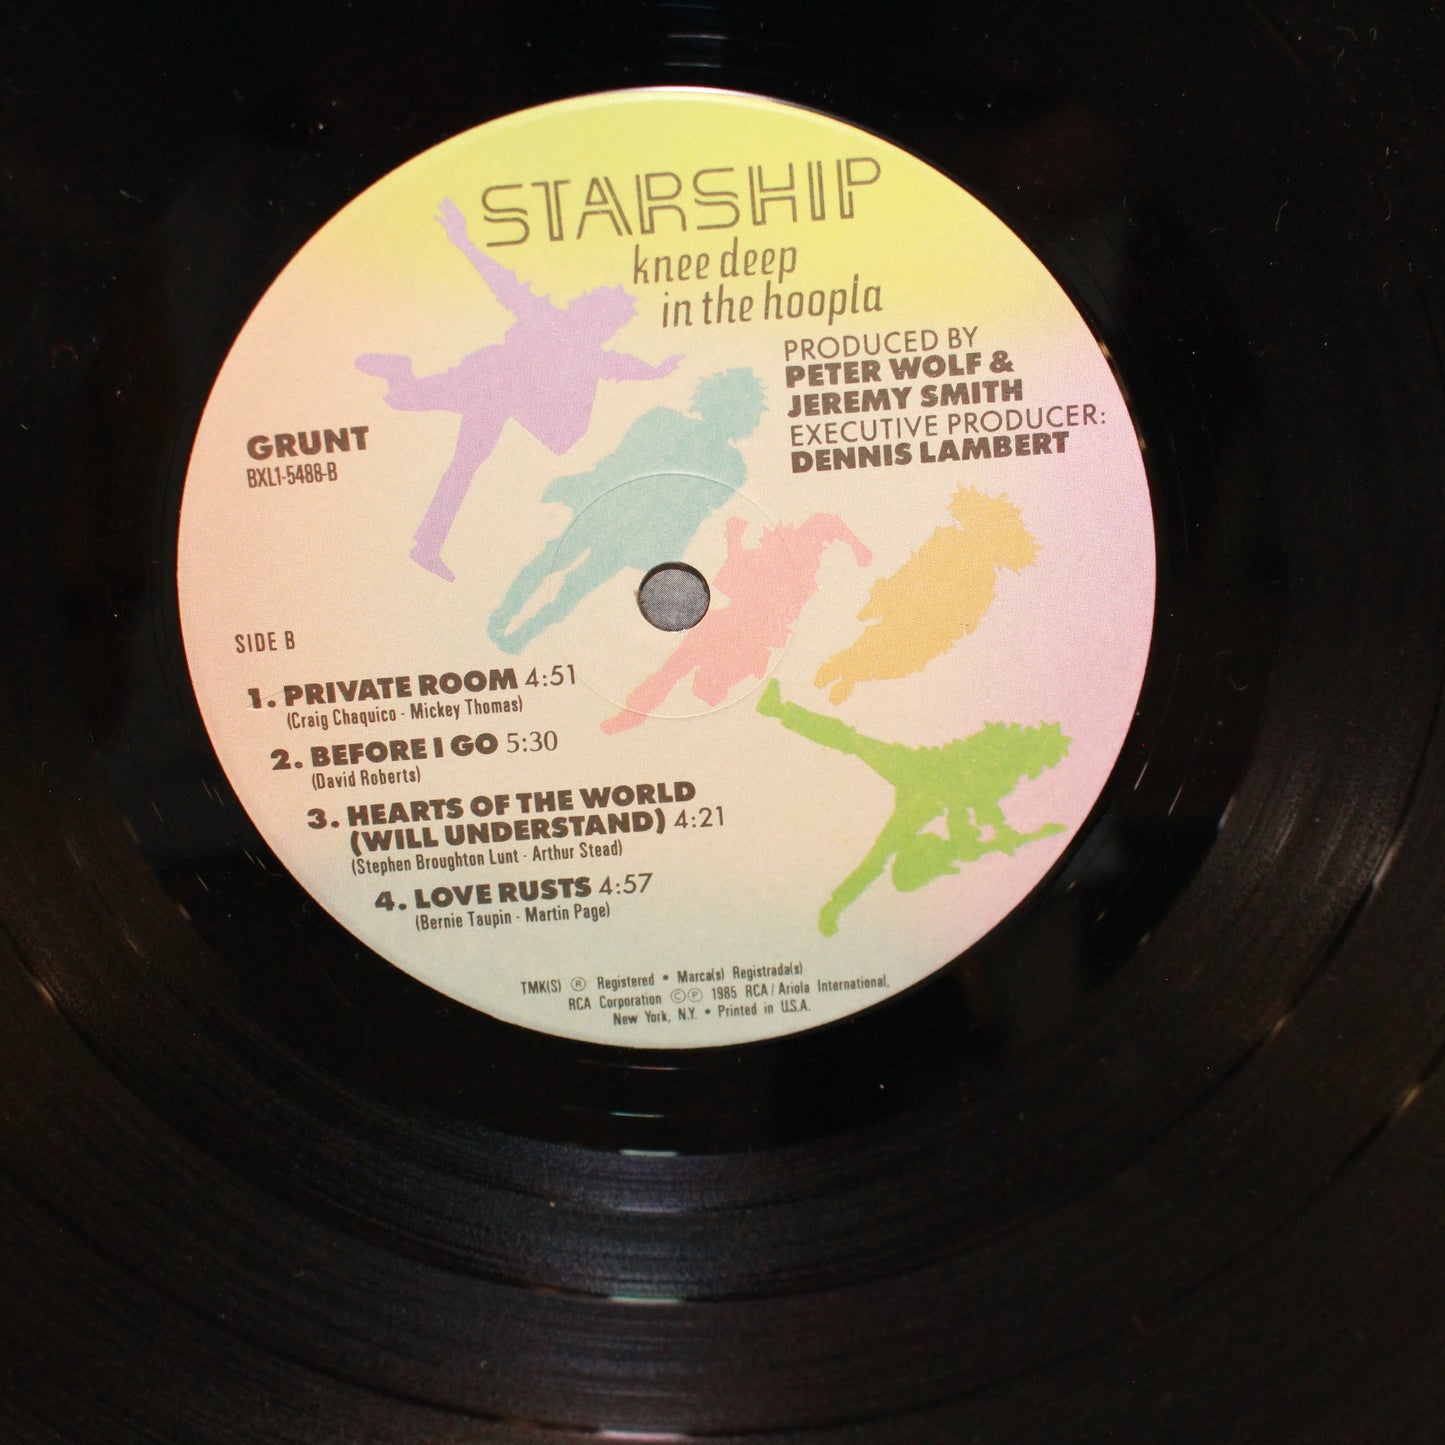 STARSHIP
knee deep
in the hoopla
PRODUCED BY
PETER WOLF &
JEREMY SMITH
EXECUTIVE PRODUCER:
DENNIS LAMBERT
GRUNT
BXL1-5488-B
SIDE B
1. PRIVATE ROOM 4:51
(Craig Chaquico - Mickey Thomas)
2. BEFORE I GO 5:30
(David Roberts)
3. HEARTS OF THE WORLD
(WILL UNDERSTAND) 4:21
(Stephen Broughton Lunt - Arthur Stead)
4. LOVE RUSTS 4:57
(Bernie Taupin - Martin Page)
TMK(S) ® Registered • Marca(s) Registrada(s)
RCA Corporation ©℗ 1985 RCA/Ariola International,
New York, N.Y. • Printed in U.S.A.